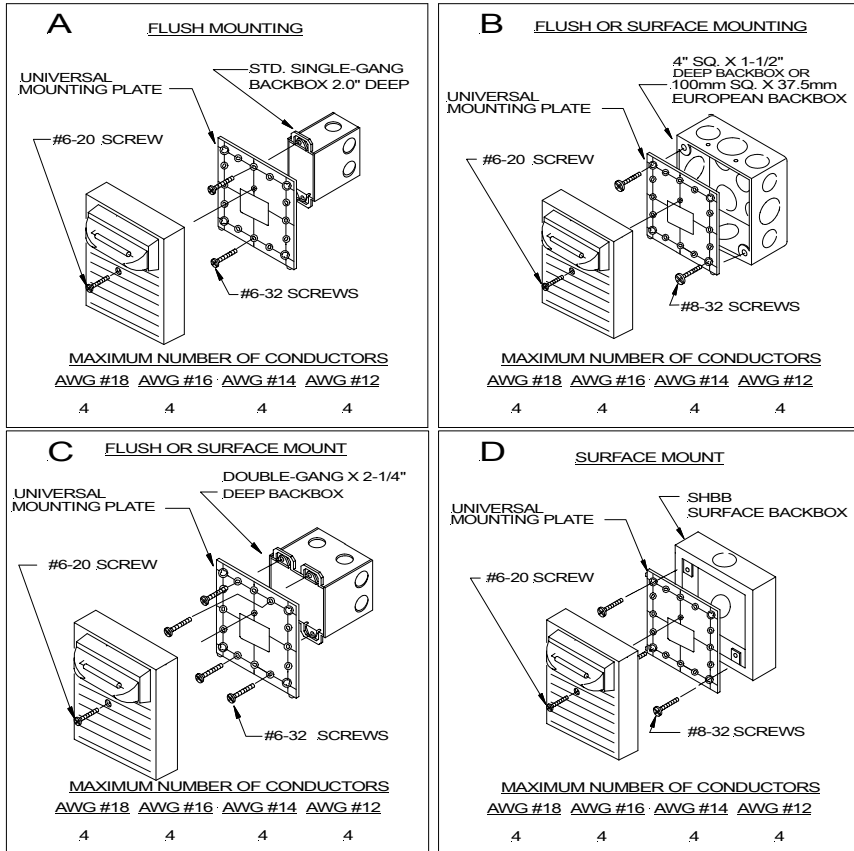 A
FLUSH MOUNTING
STD. SINGLE-GANG
BACKBOX 2.0" DEEP
UNIVERSAL
MOUNTING PLATE
#6-20 SCREW
#6-32 SCREWS
MAXIMUM NUMBER OF CONDUCTORS
AWG #18 AWG #16 AWG #14 AWG #12
4 4 4 4
B
FLUSH OR SURFACE MOUNTING
4" SQ. X 1-1/2"
DEEP BACKBOX OR
100mm SQ. X 37.5mm
EUROPEAN BACKBOX
UNIVERSAL
MOUNTING PLATE
#6-20 SCREW
#8-32 SCREWS
MAXIMUM NUMBER OF CONDUCTORS
AWG #18 AWG #16 AWG #14 AWG #12
4 4 4 4
C
FLUSH OR SURFACE MOUNT
DOUBLE-GANG X 2-1/4"
DEEP BACKBOX
UNIVERSAL
MOUNTING PLATE
#6-20 SCREW
#6-32 SCREWS
MAXIMUM NUMBER OF CONDUCTORS
AWG #18 AWG #16 AWG #14 AWG #12
4 4 4 4
D
SURFACE MOUNT
SHBB
SURFACE BACKBOX
UNIVERSAL
MOUNTING PLATE
#6-20 SCREW
#8-32 SCREWS
MAXIMUM NUMBER OF CONDUCTORS
AWG #18 AWG #16 AWG #14 AWG #12
4 4 4 4